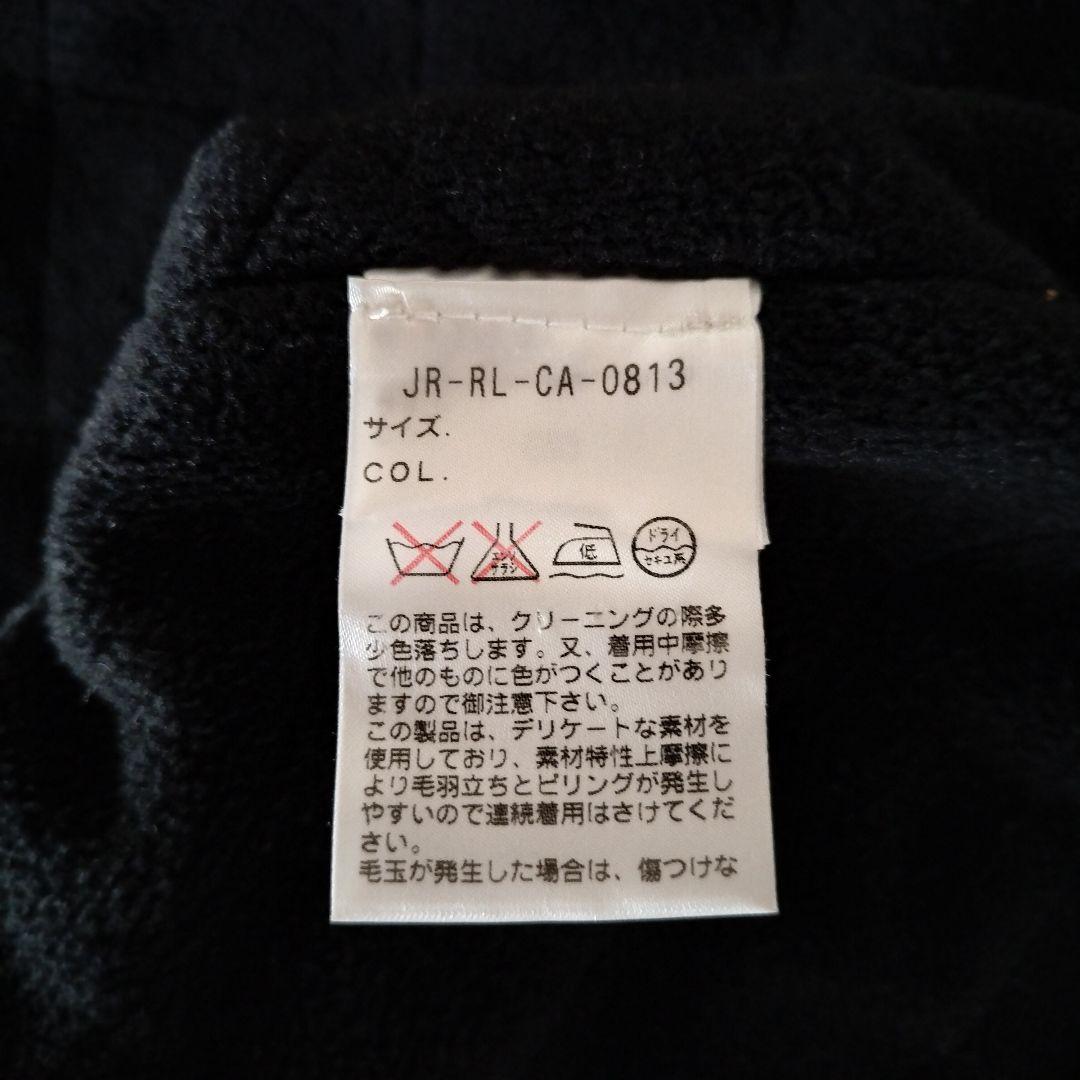 JR-RL-CA-0813
サイズ.
COL.
エンソ
サラシ
低
ドライ
セキユ系
この商品は、クリーニングの際多
少色落ちします。又、着用中摩擦
で他のものに色がつくことがあり
ますので御注意下さい。
この製品は、デリケートな素材を
使用しており、素材特性上摩擦に
より毛羽立ちとピリングが発生し
やすいので連続着用はさけてくだ
さい。
毛玉が発生した場合は、傷つけな